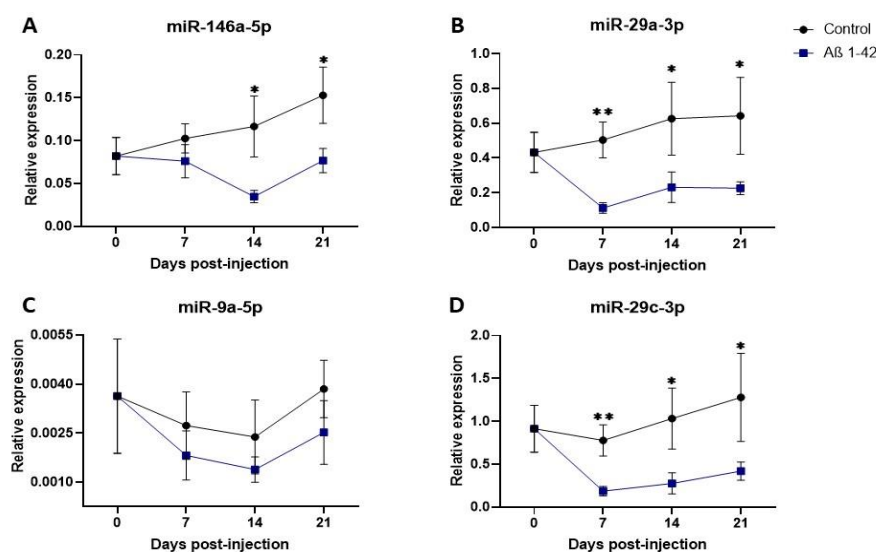 A
miR-146a-5p
Relative expression
0.20
0.15
0.10
0.05
0.00
*
*
0
7
14
21
Days post-injection
B
miR-29a-3p
Relative expression
1.0
0.8
0.6
0.4
0.2
0.0
**
*
*
0
7
14
21
Days post-injection
Control
Aß 1-42
C
miR-9a-5p
Relative expression
0.0055
0.0040
0.0025
0.0010
0
7
14
21
Days post-injection
D
miR-29c-3p
Relative expression
2.0
1.5
1.0
0.5
0.0
**
*
*
0
7
14
21
Days post-injection